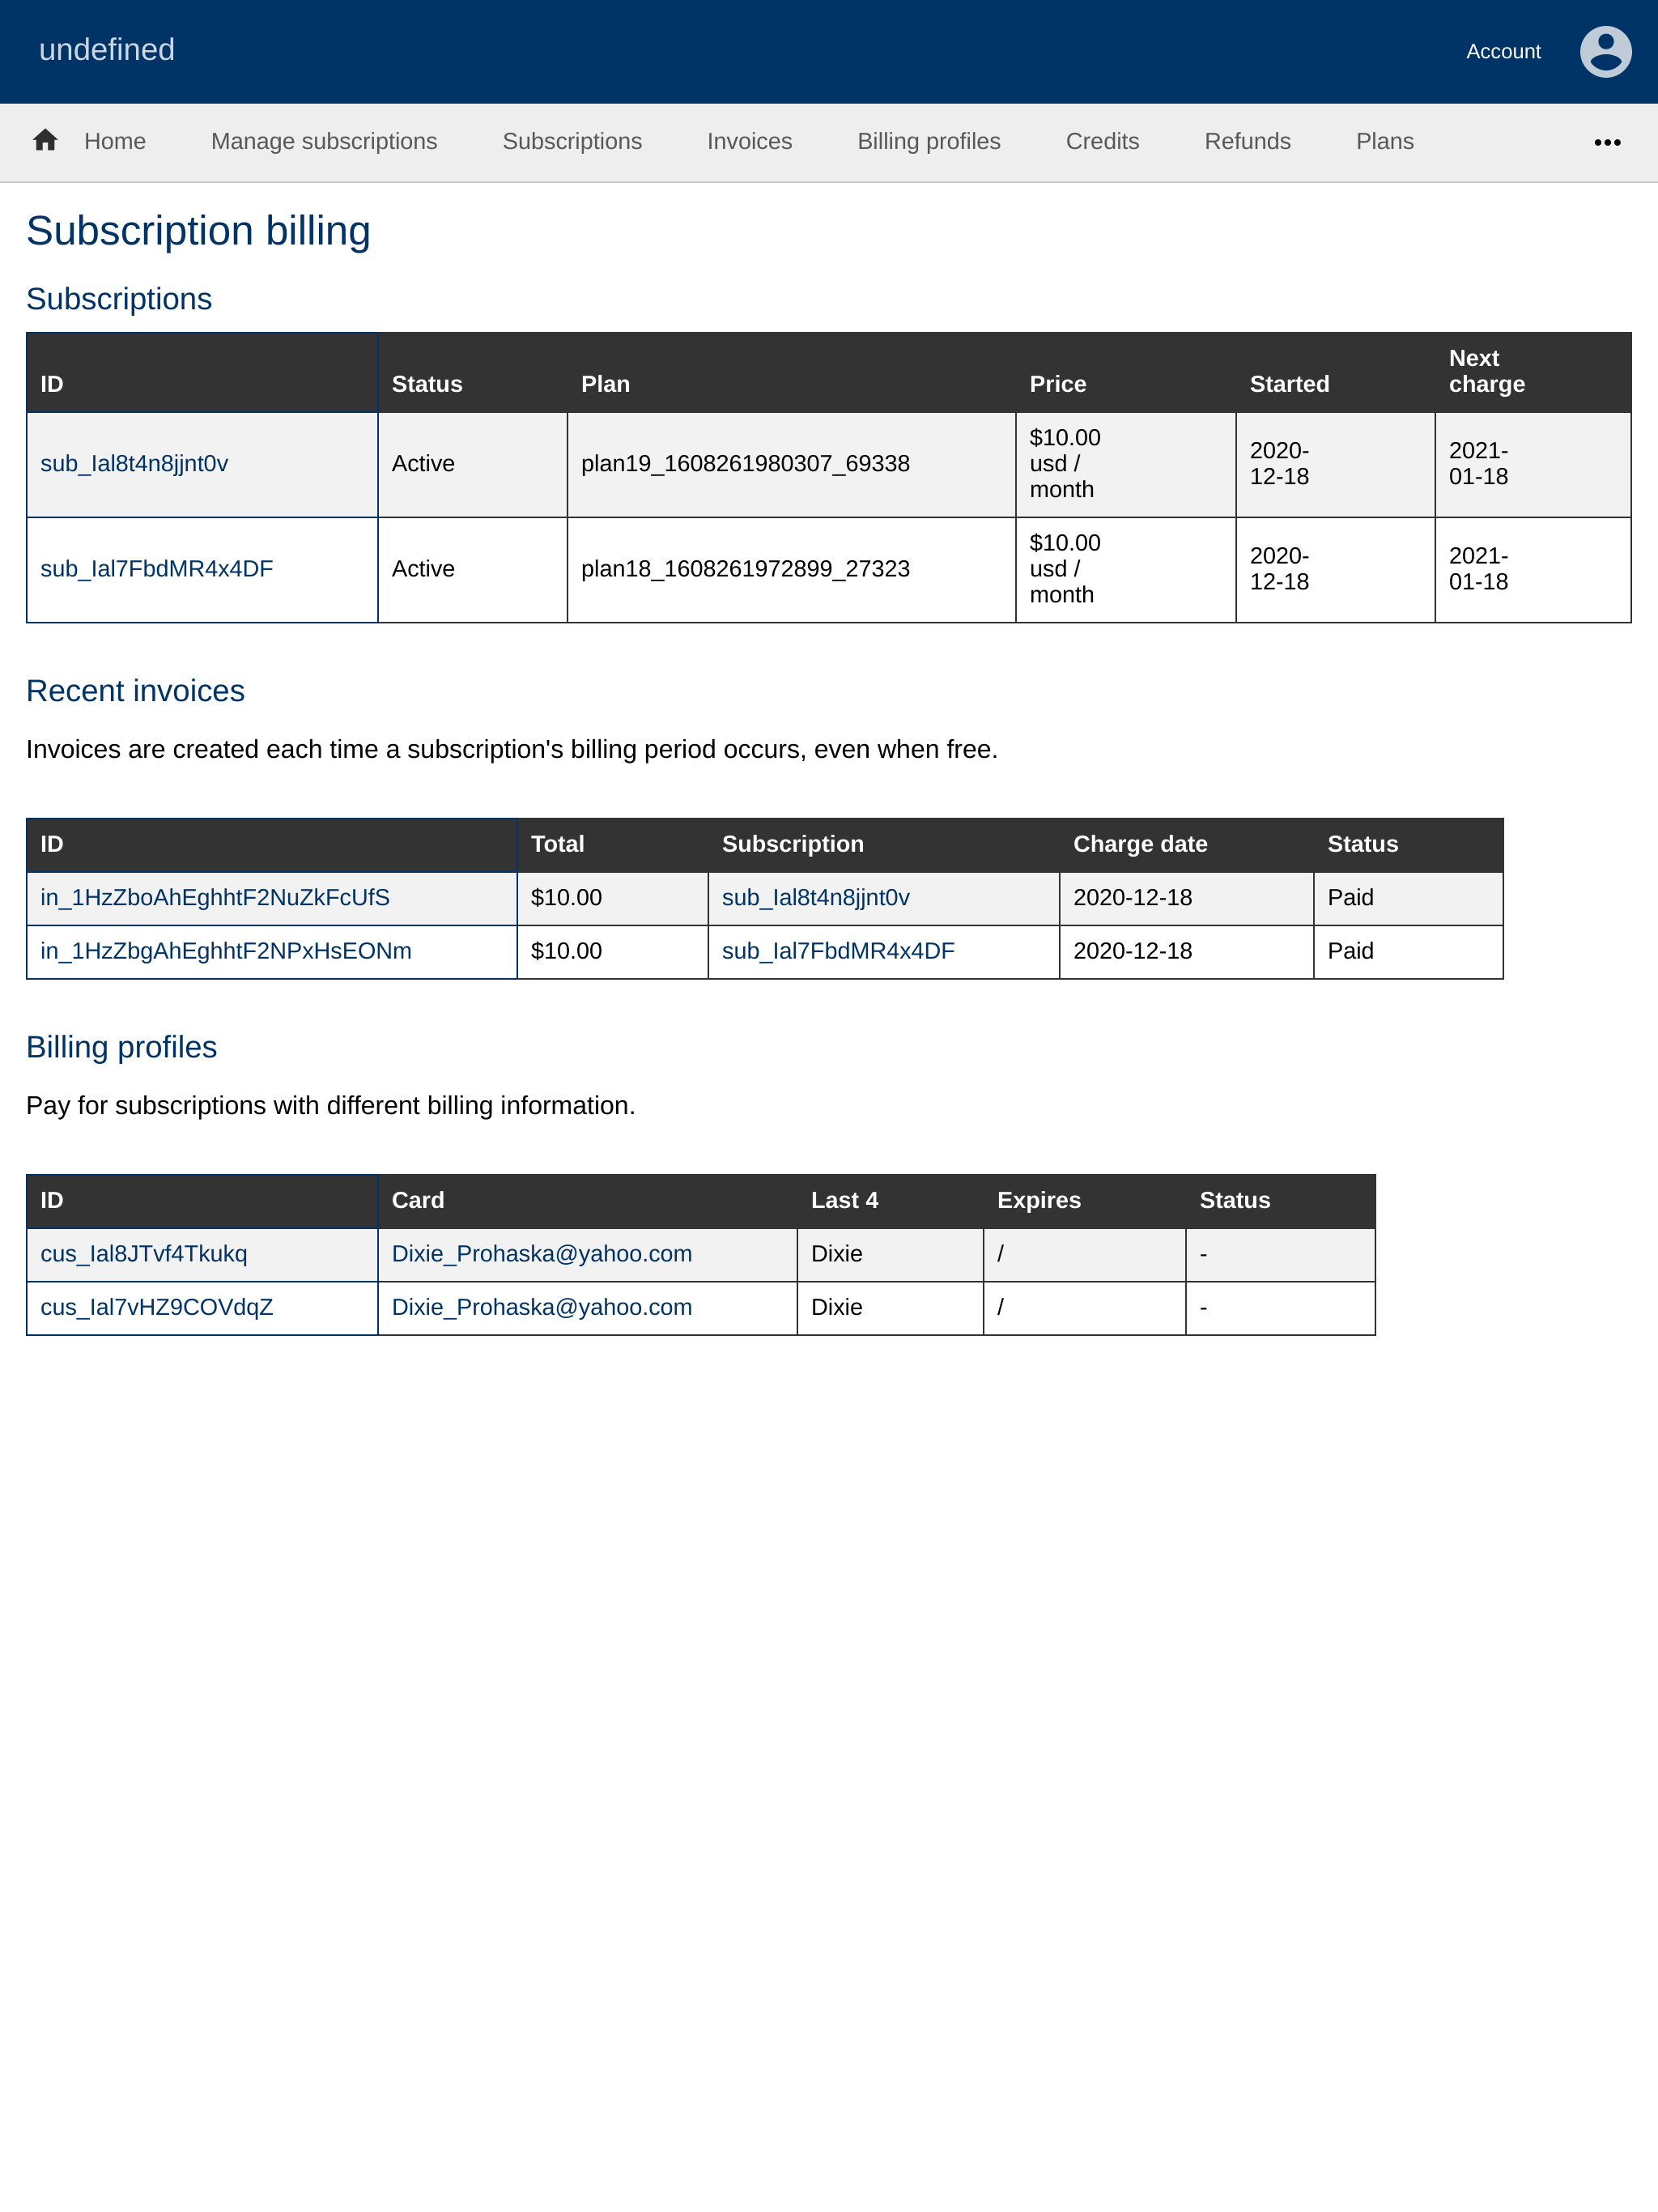 undefined
Account
Home Manage subscriptions Subscriptions Invoices Billing profiles Credits Refunds Plans
Subscription billing
Subscriptions
ID Status Plan Price Started Next charge
sub_Ial8t4n8jjnt0v Active plan19_1608261980307_69338 $10.00 usd / month 2020-12-18 2021-01-18
sub_Ial7FbdMR4x4DF Active plan18_1608261972899_27323 $10.00 usd / month 2020-12-18 2021-01-18
Recent invoices
Invoices are created each time a subscription's billing period occurs, even when free.
ID Total Subscription Charge date Status
in_1HzZboAhEghhtF2NuZkFcUfS $10.00 sub_Ial8t4n8jjnt0v 2020-12-18 Paid
in_1HzZbgAhEghhtF2NPxHsEONm $10.00 sub_Ial7FbdMR4x4DF 2020-12-18 Paid
Billing profiles
Pay for subscriptions with different billing information.
ID Card Last 4 Expires Status
cus_Ial8JTvf4Tkukq Dixie_Prohaska@yahoo.com Dixie / -
cus_Ial7vHZ9COVdqZ Dixie_Prohaska@yahoo.com Dixie / -